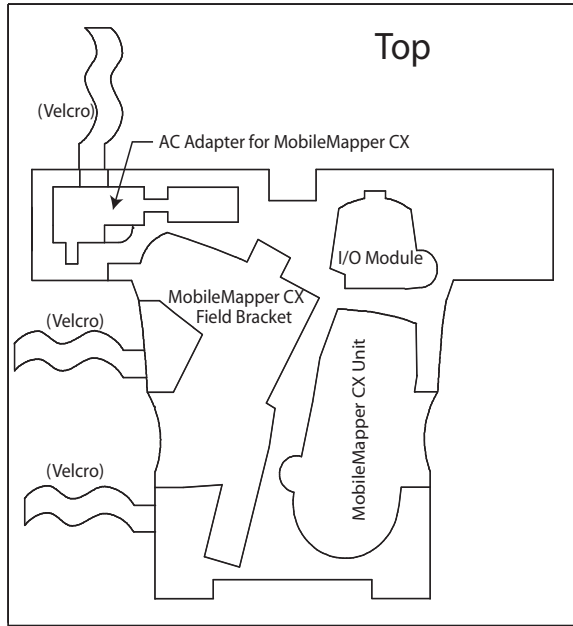 Top
(Velcro)
AC Adapter for MobileMapper CX
I/O Module
MobileMapper CX
Field Bracket
(Velcro)
MobileMapper CX Unit
(Velcro)